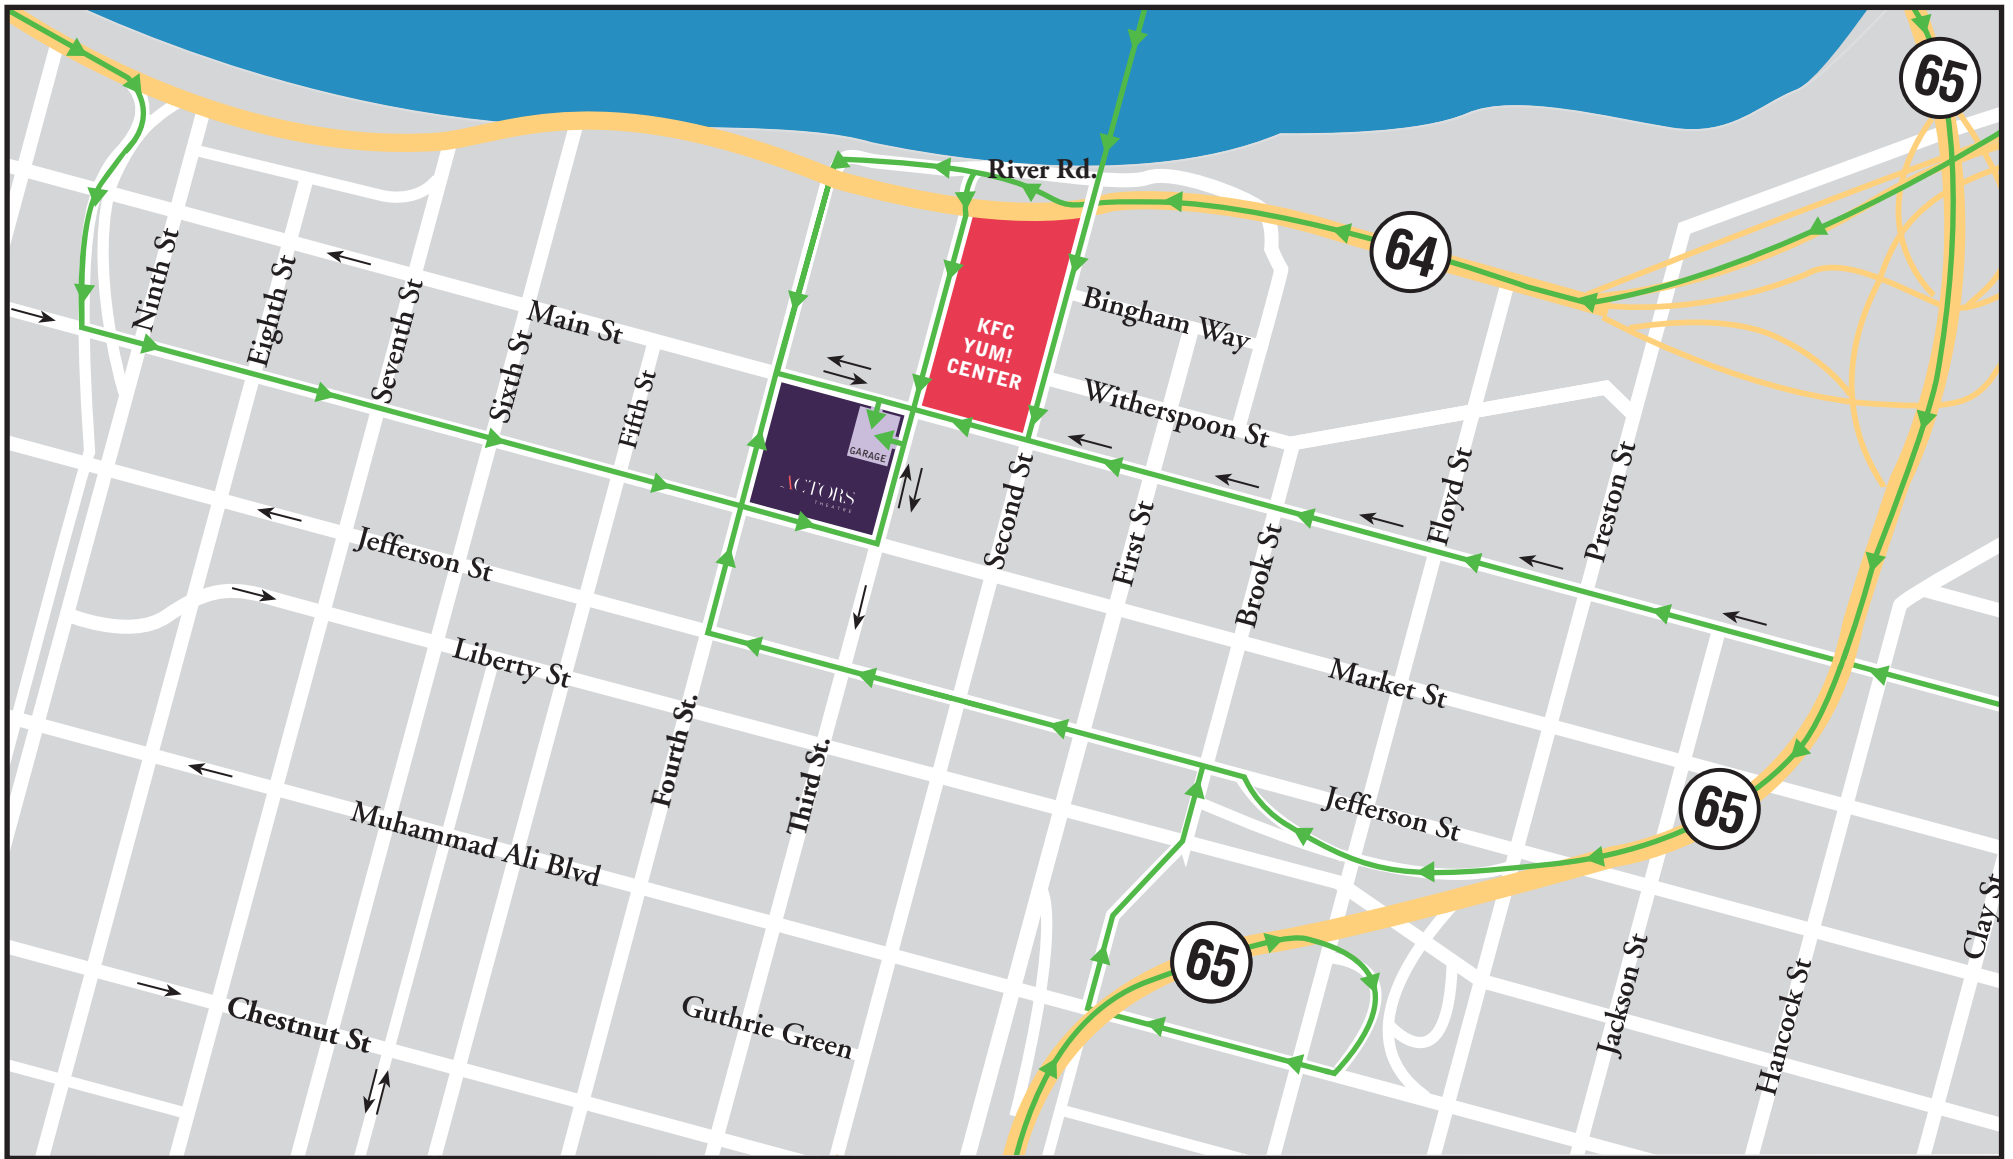 65
River Rd.
64
Ninth St
Eighth St
Seventh St
Main St
Sixth St
Fifth St
KFC
YUM!
CENTER
Bingham Way
Witherspoon St
GARAGE
ACTORS
THEATRE
Second St
First St
Brook St
Floyd St
Preston St
Jefferson St
Liberty St
Market St
Fourth St.
Third St.
Jefferson St
65
Muhammad Ali Blvd
Clay St
65
Jackson St
Hancock St
Chestnut St
Guthrie Green